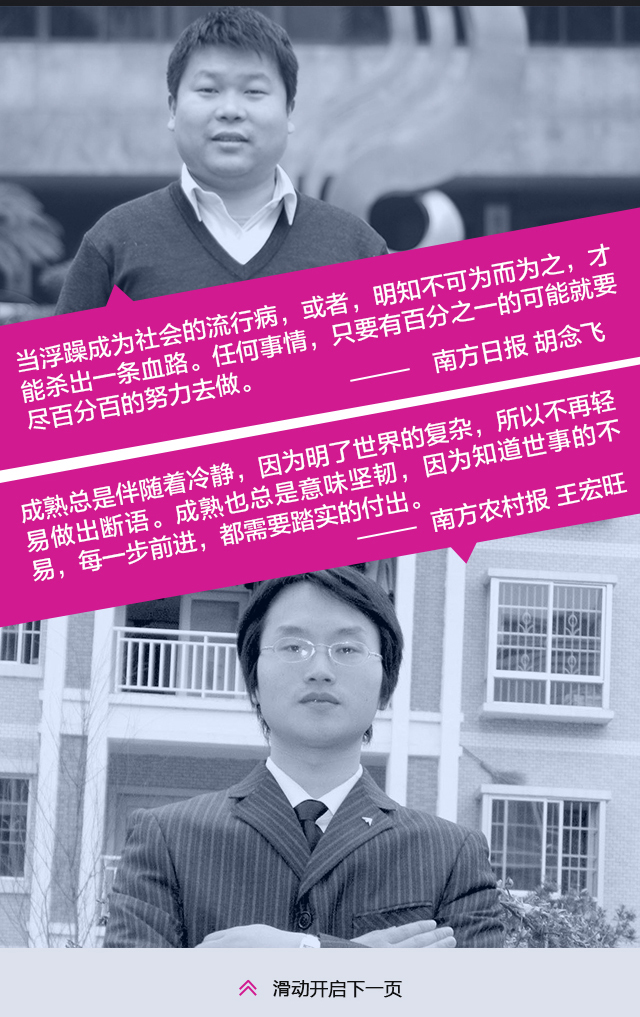 当浮躁成为社会的流行病，或者，明知不可为而为之，才
能杀出一条血路。任何事情，只要有百分之一的可能就要
尽百分百的努力去做。
—— 南方日报 胡念飞
成熟总是伴随着冷静，因为明了世界的复杂，所以不再轻
易做出断语。成熟也总是意味坚韧，因为知道世事的不
易，每一步前进，都需要踏实的付出。
—— 南方农村报 王宏旺
滑动开启下一页